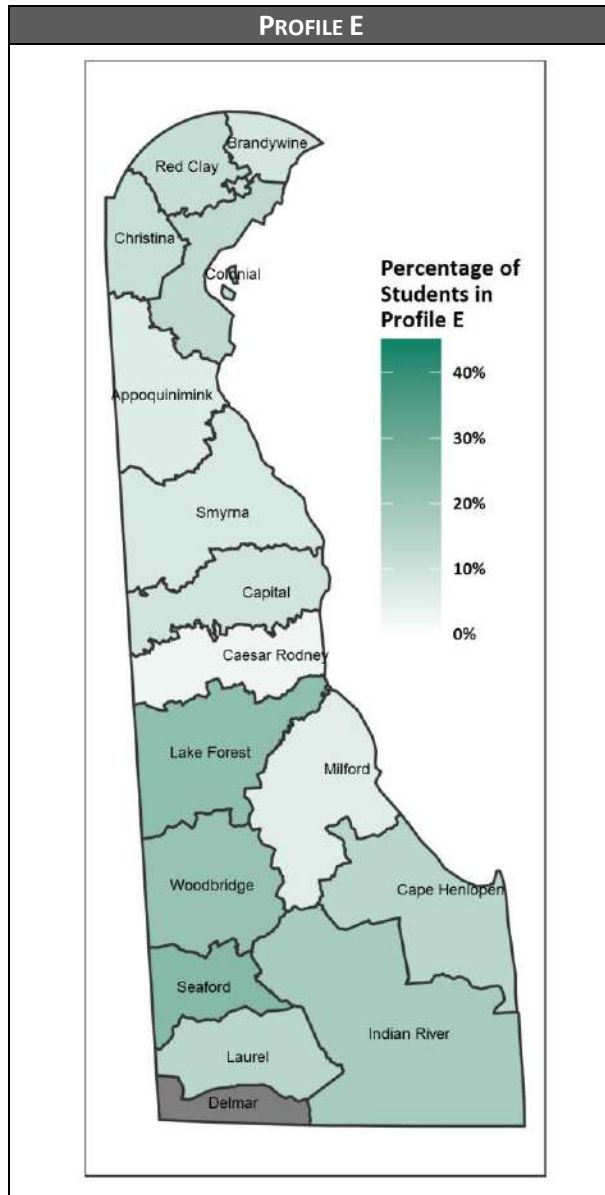 PROFILE E
Brandywine
Red Clay
Christina
Colonial
Percentage of
Students in
Profile E
40%
30%
20%
10%
0%
Appoquinimink
Smyrna
Capital
Caesar Rodney
Lake Forest
Milford
Woodbridge
Cape Henlopen
Seaford
Indian River
Laurel
Delmar